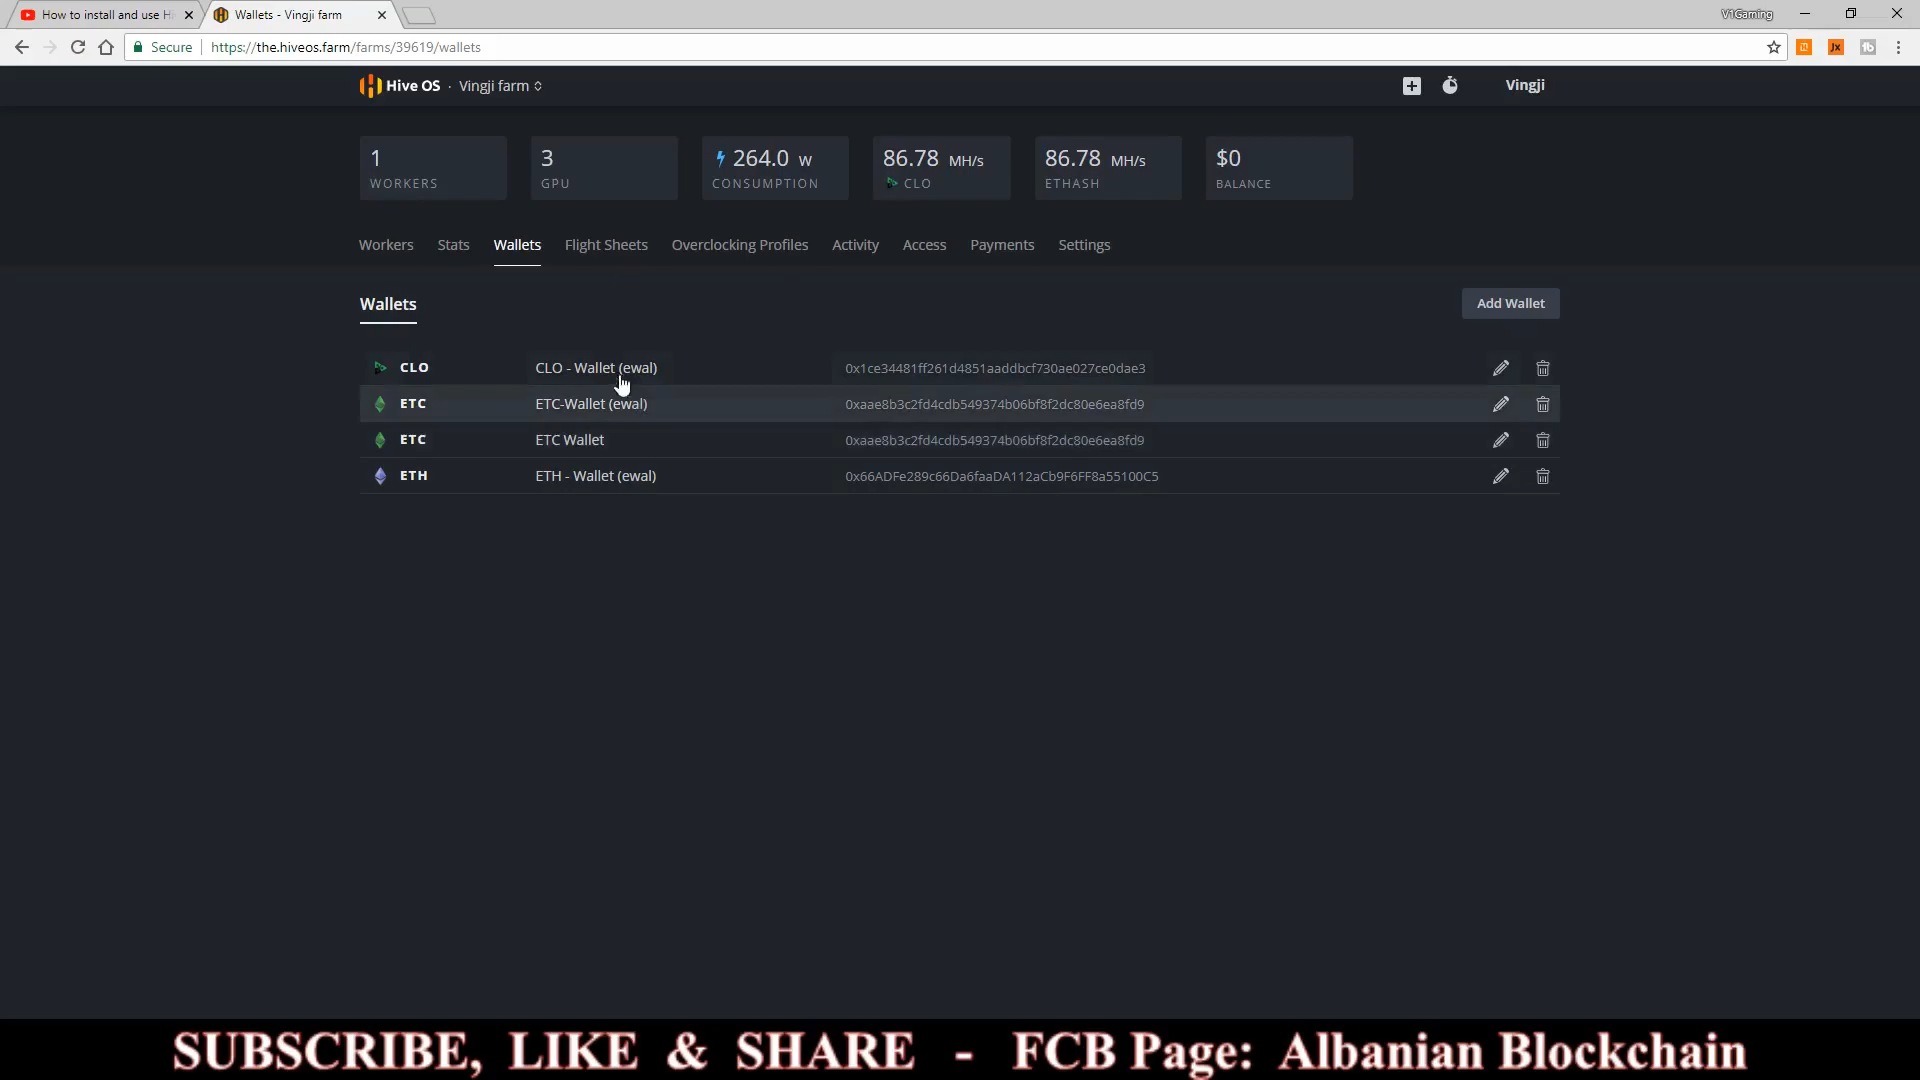 How to install and use Hi
Wallets - Vingji farm
V1Gaming
Secure
https://the.hiveos.farm/farms/39619/wallets
Jx
Hive OS · Vingji farm
Vingji
1
WORKERS
3
GPU
264.0 W
CONSUMPTION
86.78 MH/s
CLO
86.78 MH/s
ETHASH
$0
BALANCE
Workers Stats Wallets Flight Sheets Overclocking Profiles Activity Access Payments Settings
Wallets
Add Wallet
CLO CLO - Wallet (ewal) 0x1ce34481ff261d4851aaddbcf730ae027ce0dae3
ETC ETC-Wallet (ewal) 0xaae8b3c2fd4cdb549374b06bf8f2dc80e6ea8fd9
ETC ETC Wallet 0xaae8b3c2fd4cdb549374b06bf8f2dc80e6ea8fd9
ETH ETH - Wallet (ewal) 0x66ADFe289c66Da6faaDA112aCb9F6FF8a55100C5
SUBSCRIBE, LIKE & SHARE - FCB Page: Albanian Blockchain